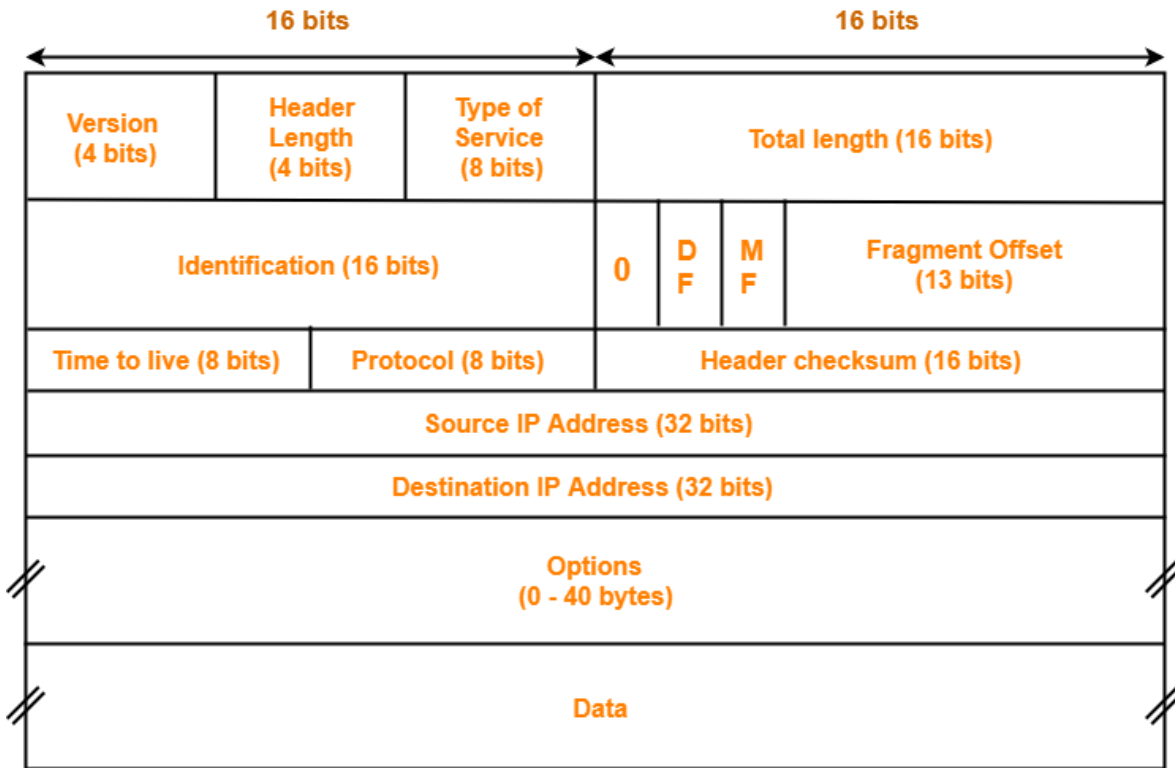 16 bits
16 bits
Version
(4 bits)
Header
Length
(4 bits)
Type of
Service
(8 bits)
Total length (16 bits)
Identification (16 bits)
0
D
F
M
F
Fragment Offset
(13 bits)
Time to live (8 bits)
Protocol (8 bits)
Header checksum (16 bits)
Source IP Address (32 bits)
Destination IP Address (32 bits)
Options
(0 - 40 bytes)
Data